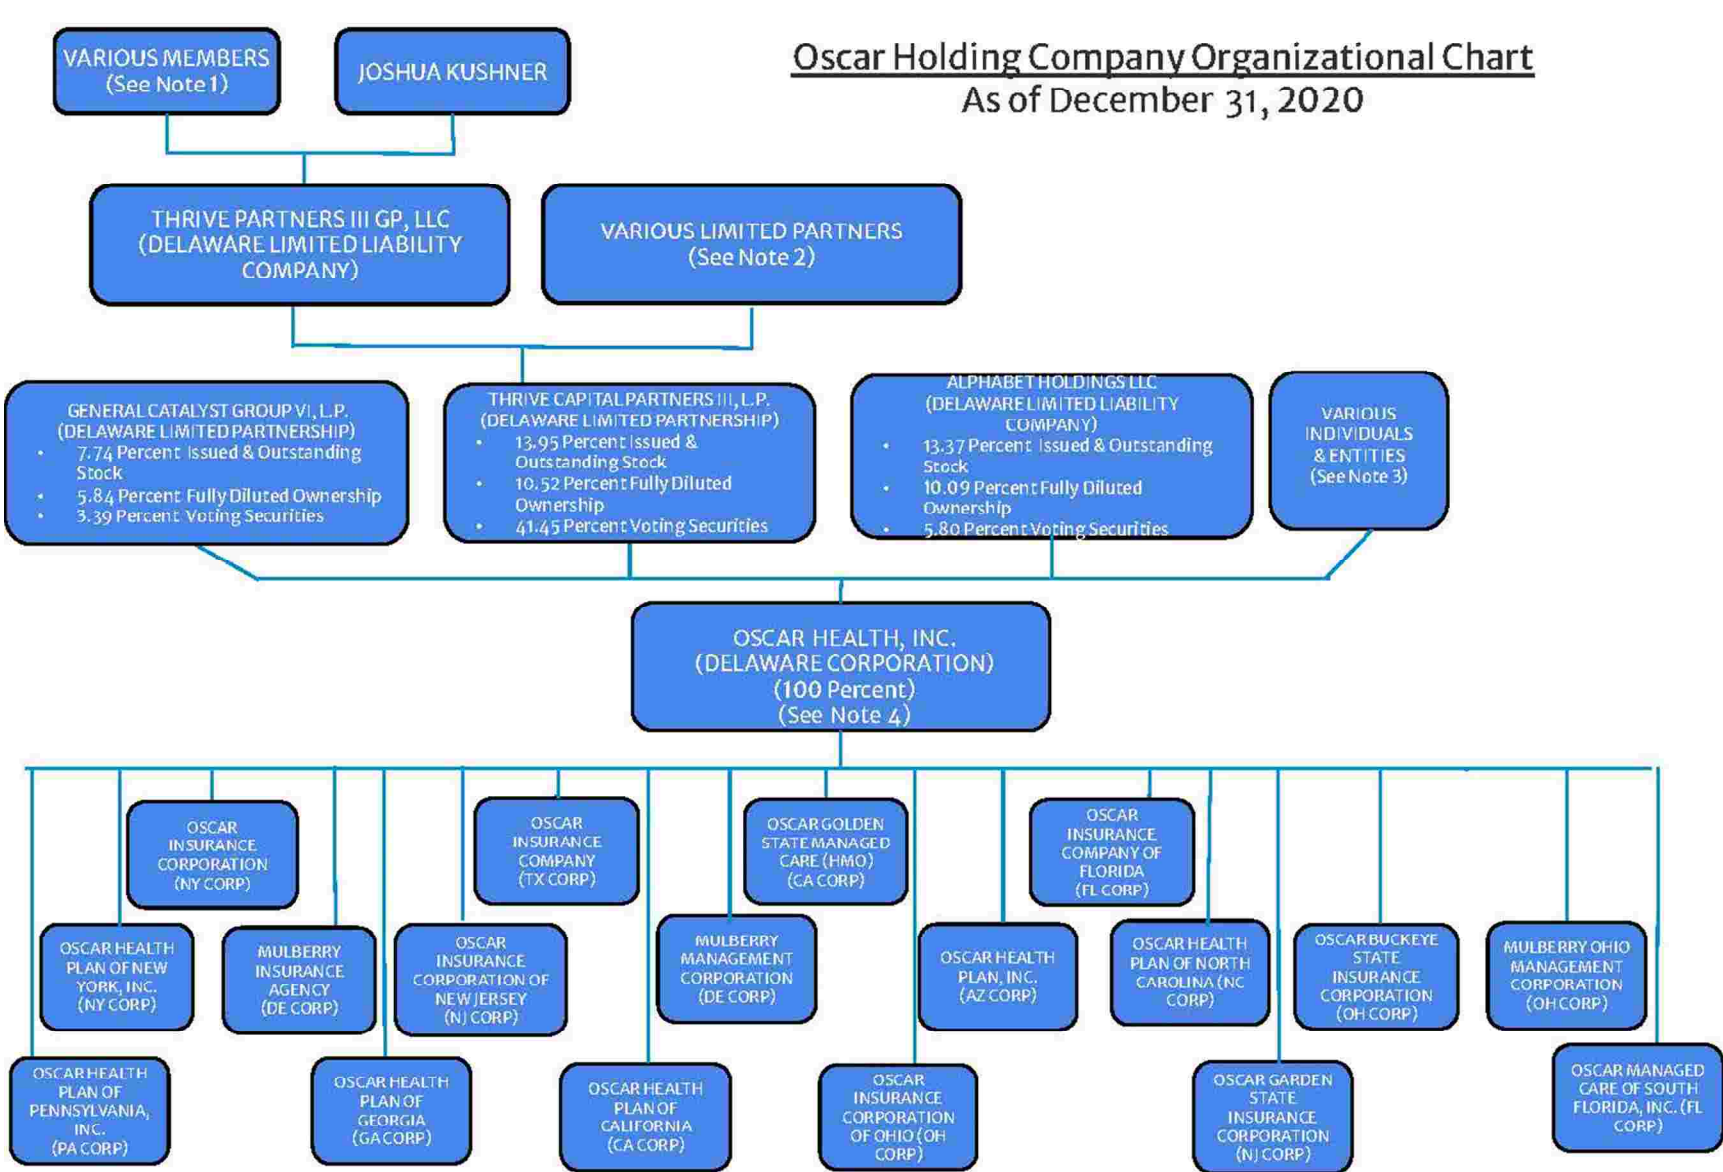 Oscar Holding Company Organizational Chart
As of December 31, 2020
VARIOUS MEMBERS
(See Note 1)
JOSHUA KUSHNER
THRIVE PARTNERS III GP, LLC
(DELAWARE LIMITED LIABILITY
COMPANY)
VARIOUS LIMITED PARTNERS
(See Note 2)
GENERAL CATALYST GROUP VI, L.P.
(DELAWARE LIMITED PARTNERSHIP)
• 7.74 Percent Issued & Outstanding
Stock
• 5.84 Percent Fully Diluted Ownership
• 3.39 Percent Voting Securities
THRIVE CAPITAL PARTNERS III, L.P.
(DELAWARE LIMITED PARTNERSHIP)
• 13.95 Percent Issued &
Outstanding Stock
• 10.52 Percent Fully Diluted
Ownership
• 41.45 Percent Voting Securities
ALPHABET HOLDINGS LLC
(DELAWARE LIMITED LIABILITY
COMPANY)
• 13.37 Percent Issued & Outstanding
Stock
• 10.09 Percent Fully Diluted
Ownership
• 5.80 Percent Voting Securities
VARIOUS
INDIVIDUALS
& ENTITIES
(See Note 3)
OSCAR HEALTH, INC.
(DELAWARE CORPORATION)
(100 Percent)
(See Note 4)
OSCAR
INSURANCE
CORPORATION
(NY CORP)
OSCAR
INSURANCE
COMPANY
(TX CORP)
OSCAR GOLDEN
STATE MANAGED
CARE (HMO)
(CA CORP)
OSCAR
INSURANCE
COMPANY OF
FLORIDA
(FL CORP)
OSCAR HEALTH
PLAN OF NEW
YORK, INC.
(NY CORP)
MULBERRY
INSURANCE
AGENCY
(DE CORP)
OSCAR
INSURANCE
CORPORATION OF
NEW JERSEY
(NJ CORP)
MULBERRY
MANAGEMENT
CORPORATION
(DE CORP)
OSCAR HEALTH
PLAN, INC.
(AZ CORP)
OSCAR HEALTH
PLAN OF NORTH
CAROLINA (NC
CORP)
OSCAR BUCKEYE
STATE
INSURANCE
CORPORATION
(OH CORP)
MULBERRY OHIO
MANAGEMENT
CORPORATION
(OH CORP)
OSCAR HEALTH
PLAN OF
PENNSYLVANIA,
INC.
(PA CORP)
OSCAR HEALTH
PLAN OF
GEORGIA
(GA CORP)
OSCAR HEALTH
PLAN OF
CALIFORNIA
(CA CORP)
OSCAR
INSURANCE
CORPORATION
OF OHIO (OH
CORP)
OSCAR GARDEN
STATE
INSURANCE
CORPORATION
(NJ CORP)
OSCAR MANAGED
CARE OF SOUTH
FLORIDA, INC. (FL
CORP)